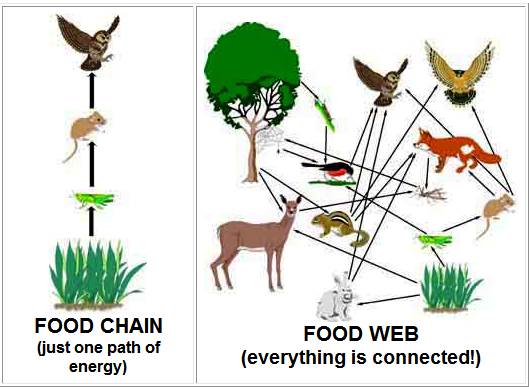 FOOD CHAIN
(just one path of
energy)
FOOD WEB
(everything is connected!)